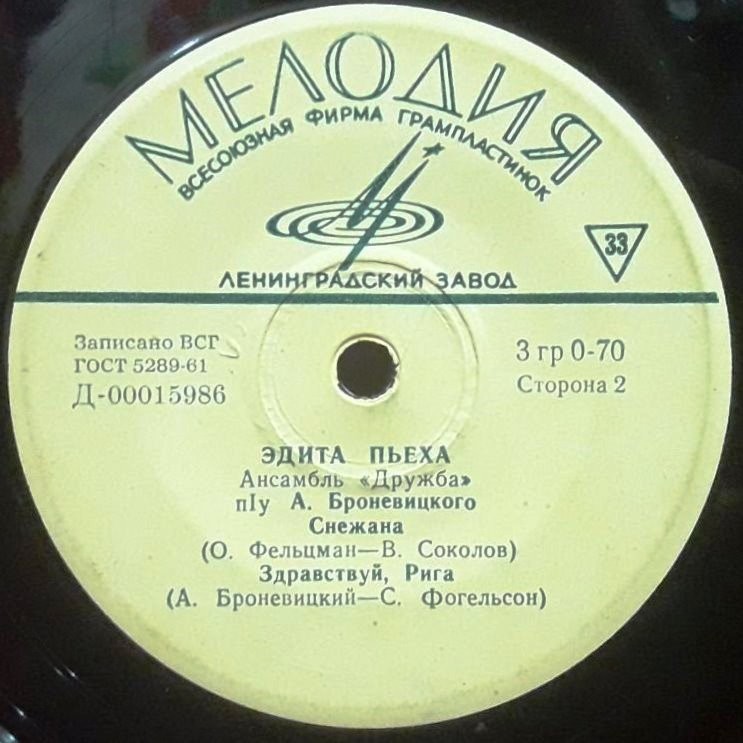 МЕЛОДИЯ
ВСЕСОЮЗНАЯ ФИРМА ГРАМПЛАСТИНОК
33
ЛЕНИНГРАДСКИЙ ЗАВОД
Записано ВСГ
ГОСТ 5289-61
Д-00015986
3 гр 0-70
Сторона 2
ЭДИТА ПЬЕХА
Ансамбль «Дружба»
п/у А. Броневицкого
Снежана
(О. Фельцман—В. Соколов)
Здравствуй, Рига
(А. Броневицкий—С. Фогельсон)